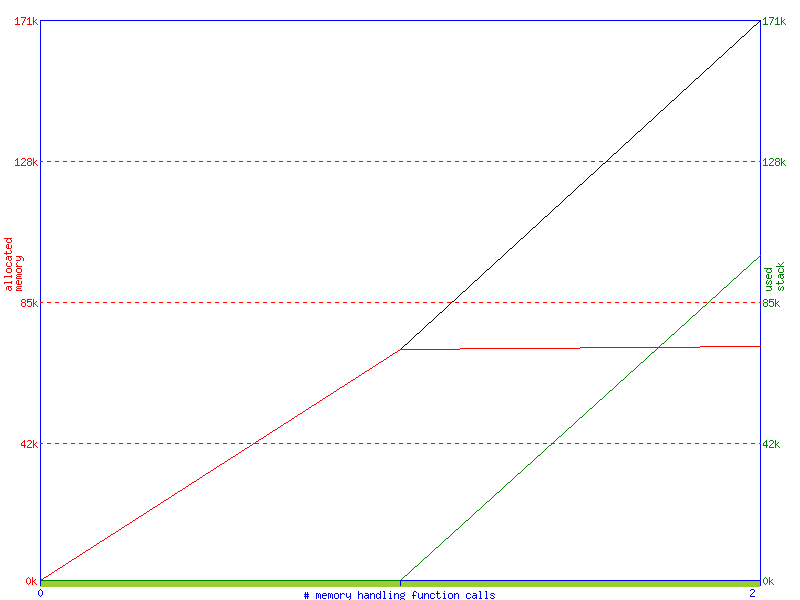 171k 171k
128k 128k
allocated
memory
used
stack
85k 85k
42k 42k
0k 0k
0 # memory handling function calls 2